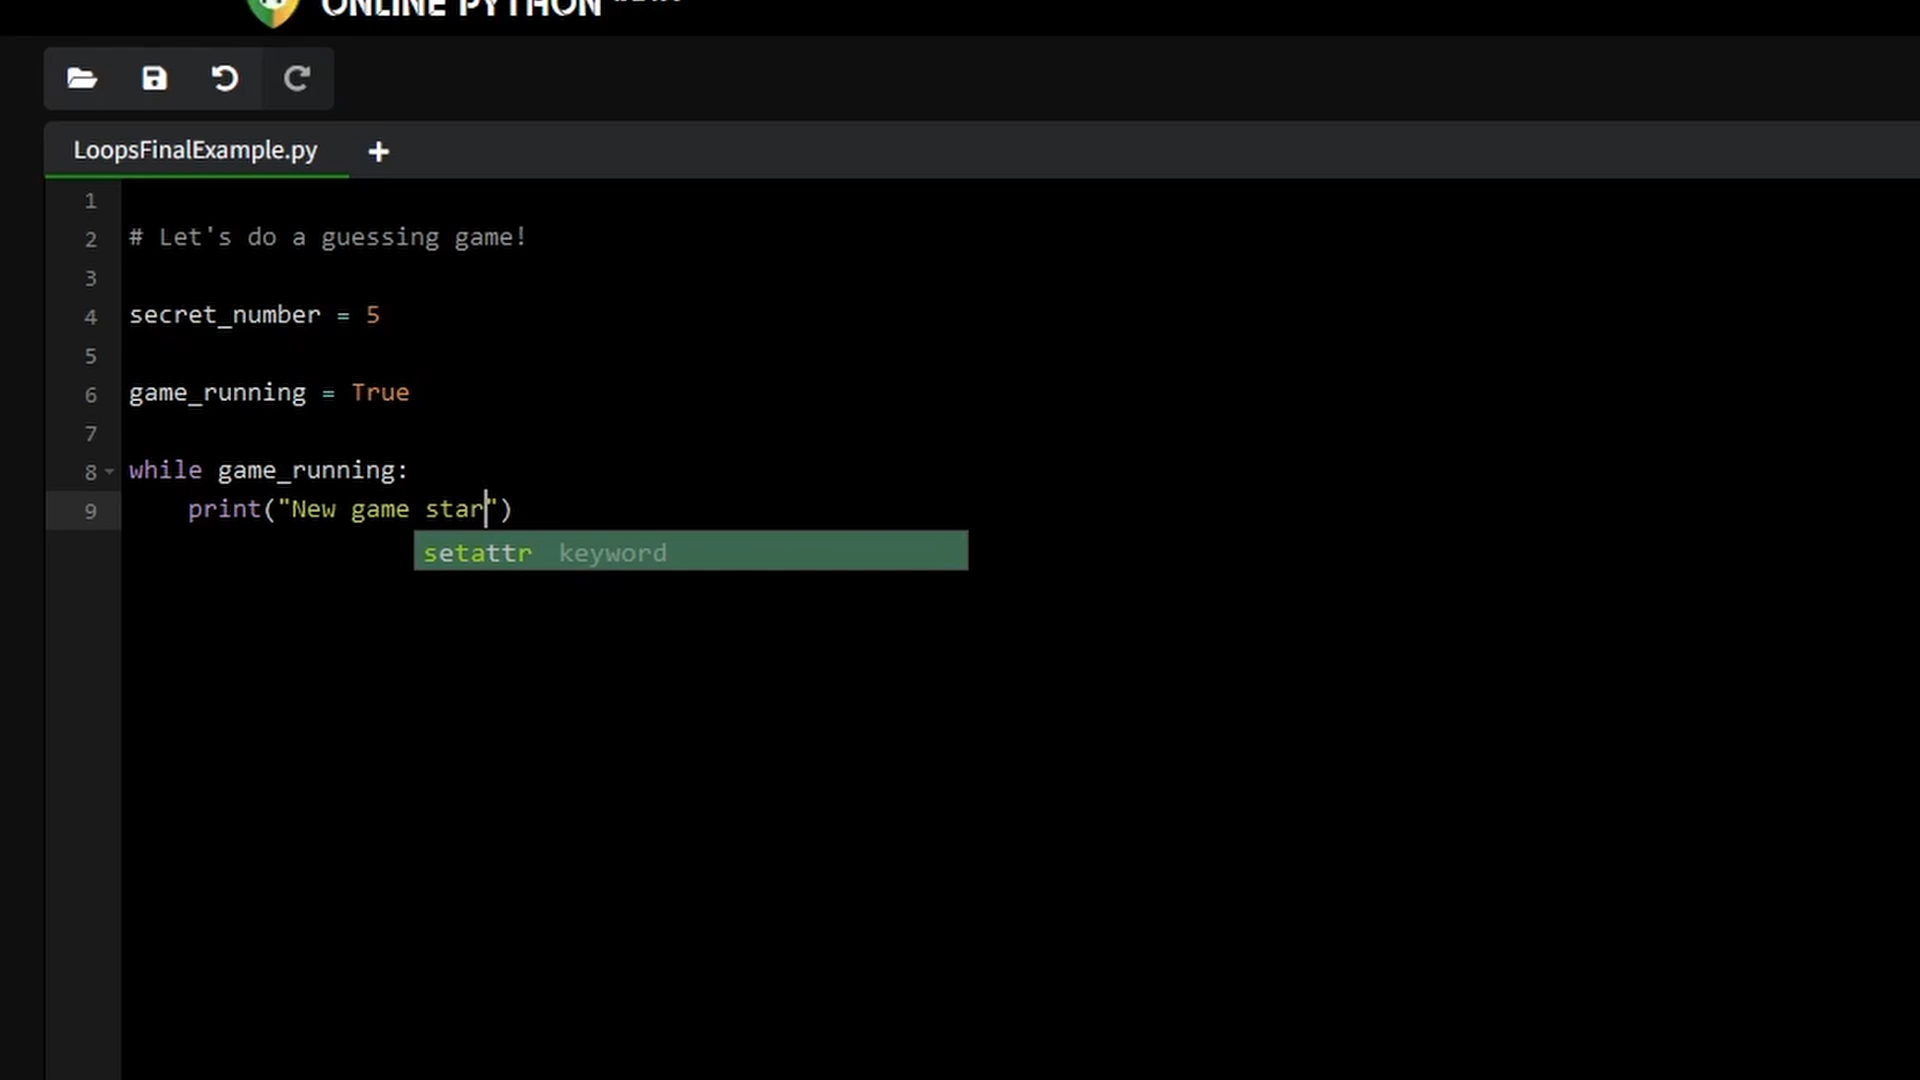 ONLINE PYTHON
LoopsFinalExample.py +
1
2 # Let's do a guessing game!
3
4 secret_number = 5
5
6 game_running = True
7
8 while game_running:
9 print("New game star")
setattr keyword